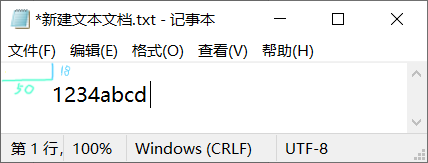 *新建文本文档.txt - 记事本
文件(F) 编辑(E) 格式(O) 查看(V) 帮助(H)
18
50
1234abcd
第 1 行, 100% Windows (CRLF) UTF-8